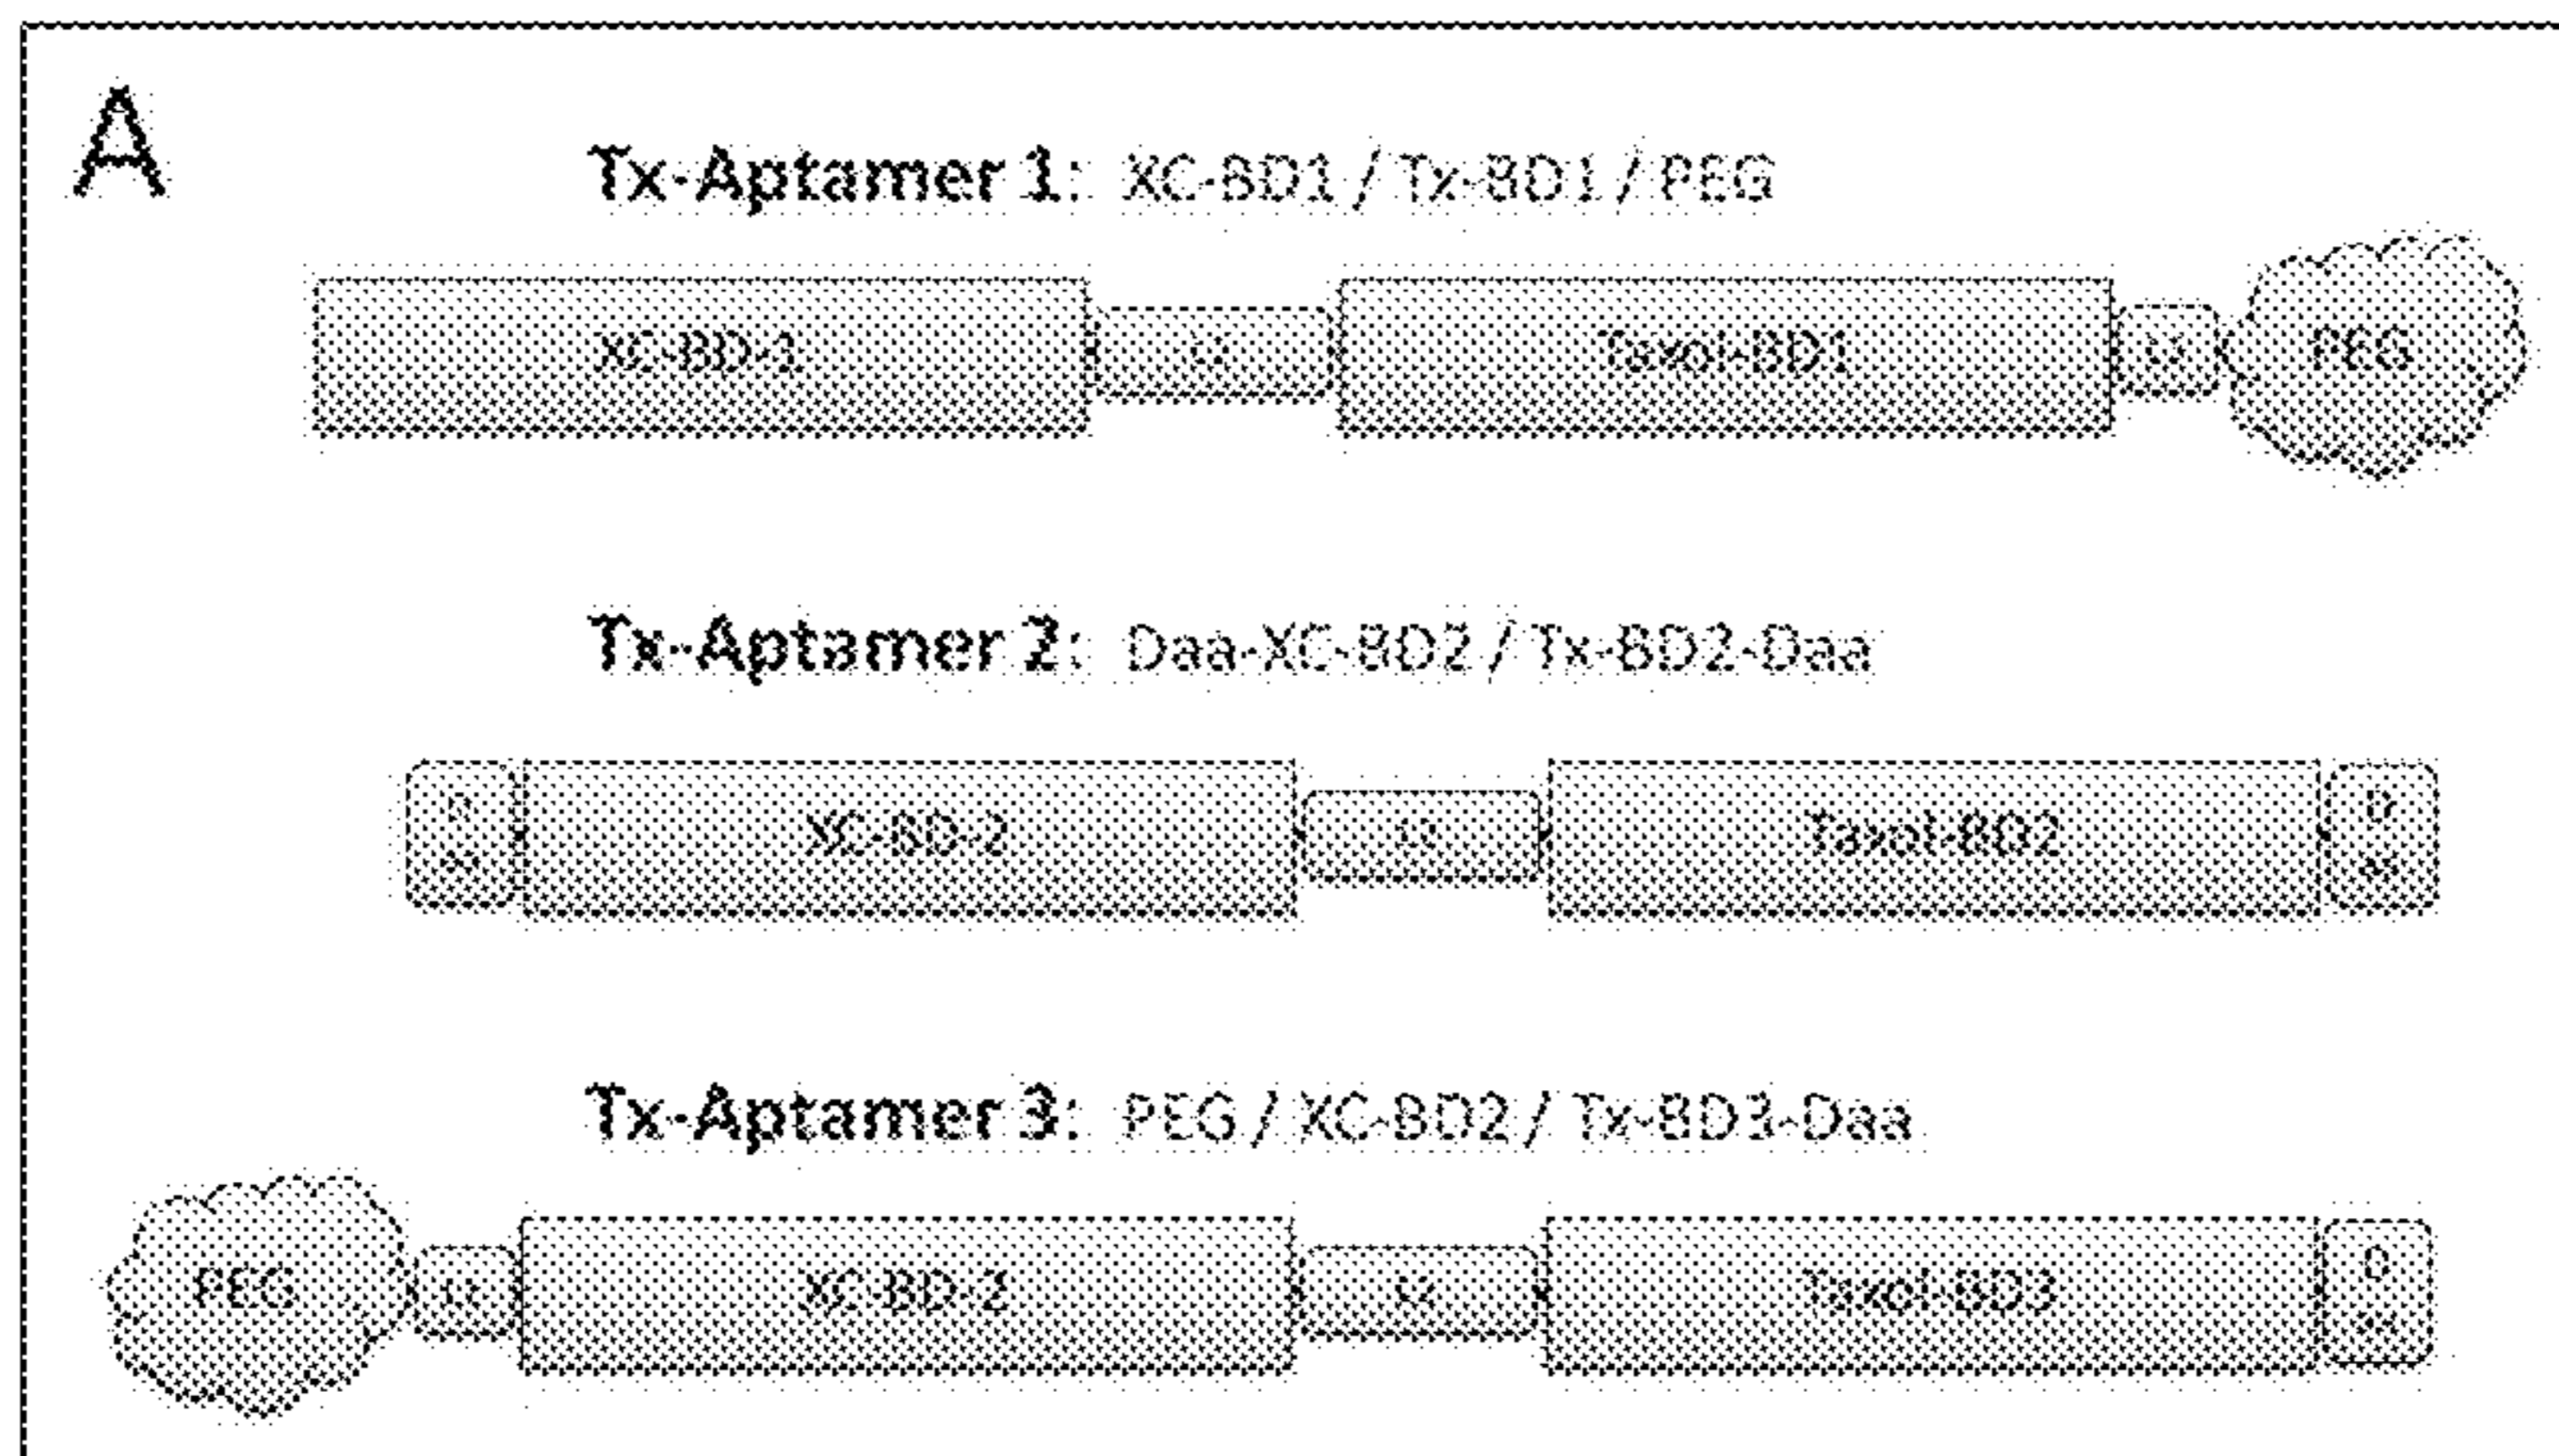 A
Tx-Aptamer 1: XC-BD1 / Tx-BD1 / PEG
XC-BD-1 Taxol-BD1 PEG
Tx-Aptamer 2: Daa-XC-BD2 / Tx-BD2-Daa
XC-BD-2 Taxol-BD2 D
Tx-Aptamer 3: PEG / XC-BD2 / Tx-BD3-Daa
PEG XC-BD-2 Taxol-BD3 D